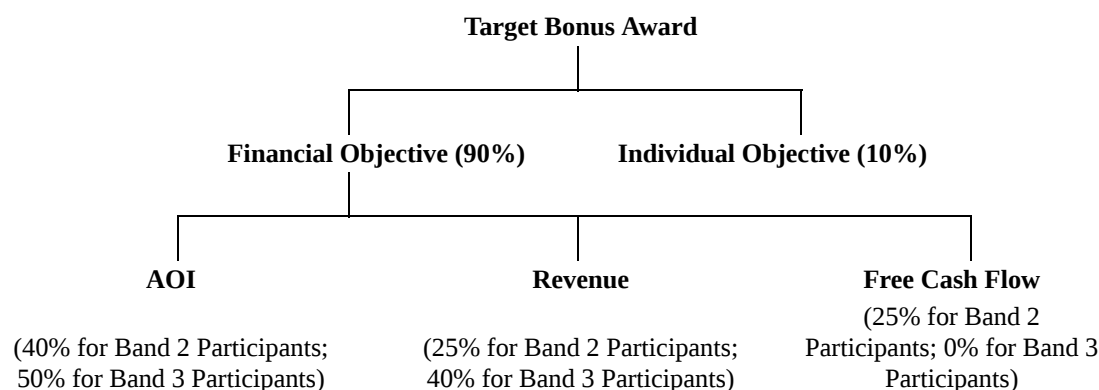 Target Bonus Award
Financial Objective (90%)
Individual Objective (10%)
AOI
(40% for Band 2 Participants;
50% for Band 3 Participants)
Revenue
(25% for Band 2 Participants;
40% for Band 3 Participants)
Free Cash Flow
(25% for Band 2
Participants; 0% for Band 3
Participants)